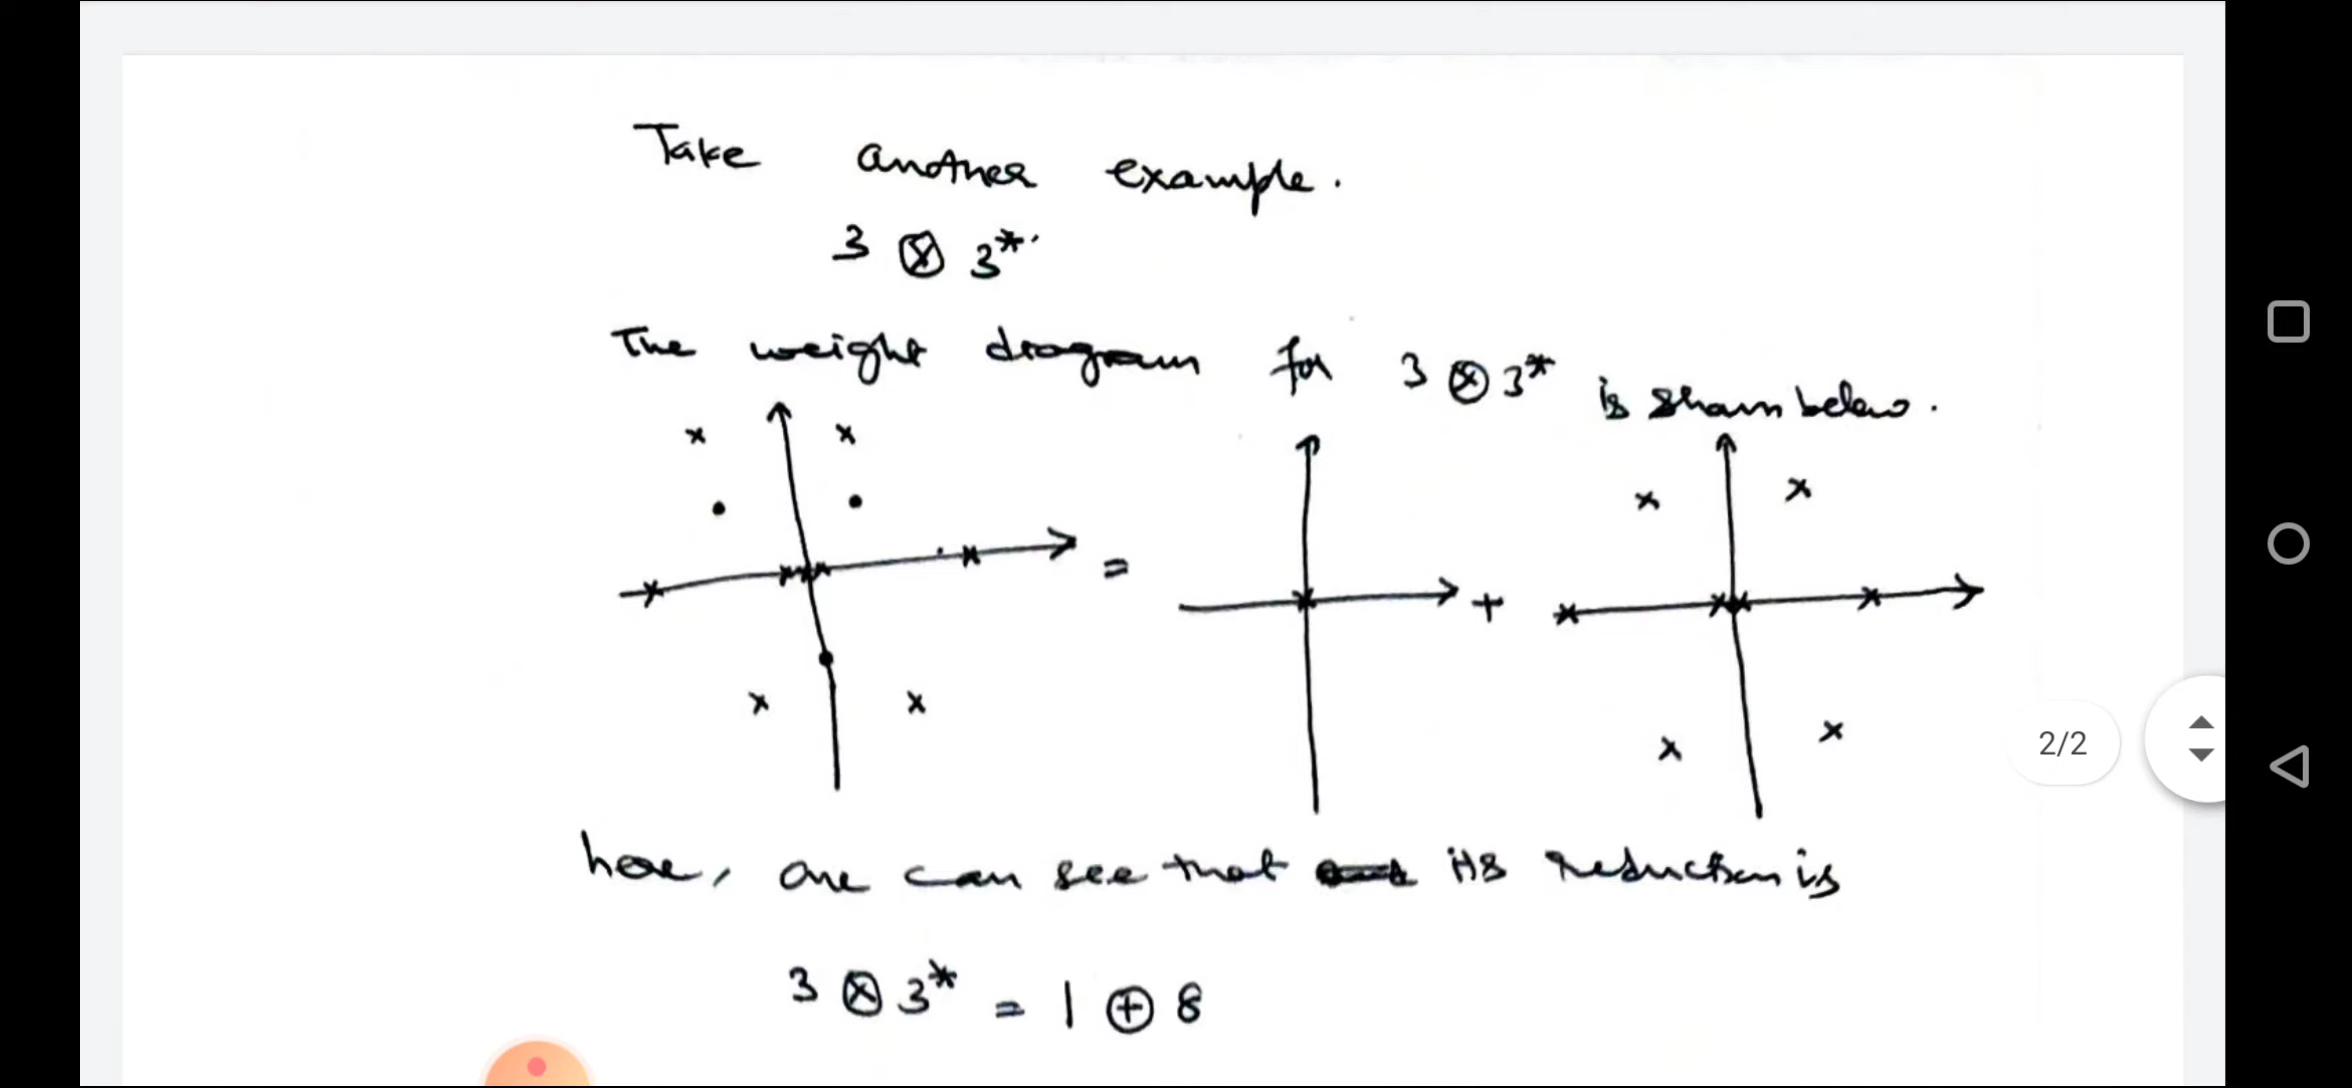 Take another example.
3 ⊗ 3*
The weight diagram for 3 ⊗ 3* is shown below.
= +
here, one can see that its reduction is
2/2
3 ⊗ 3* = 1 ⊕ 8